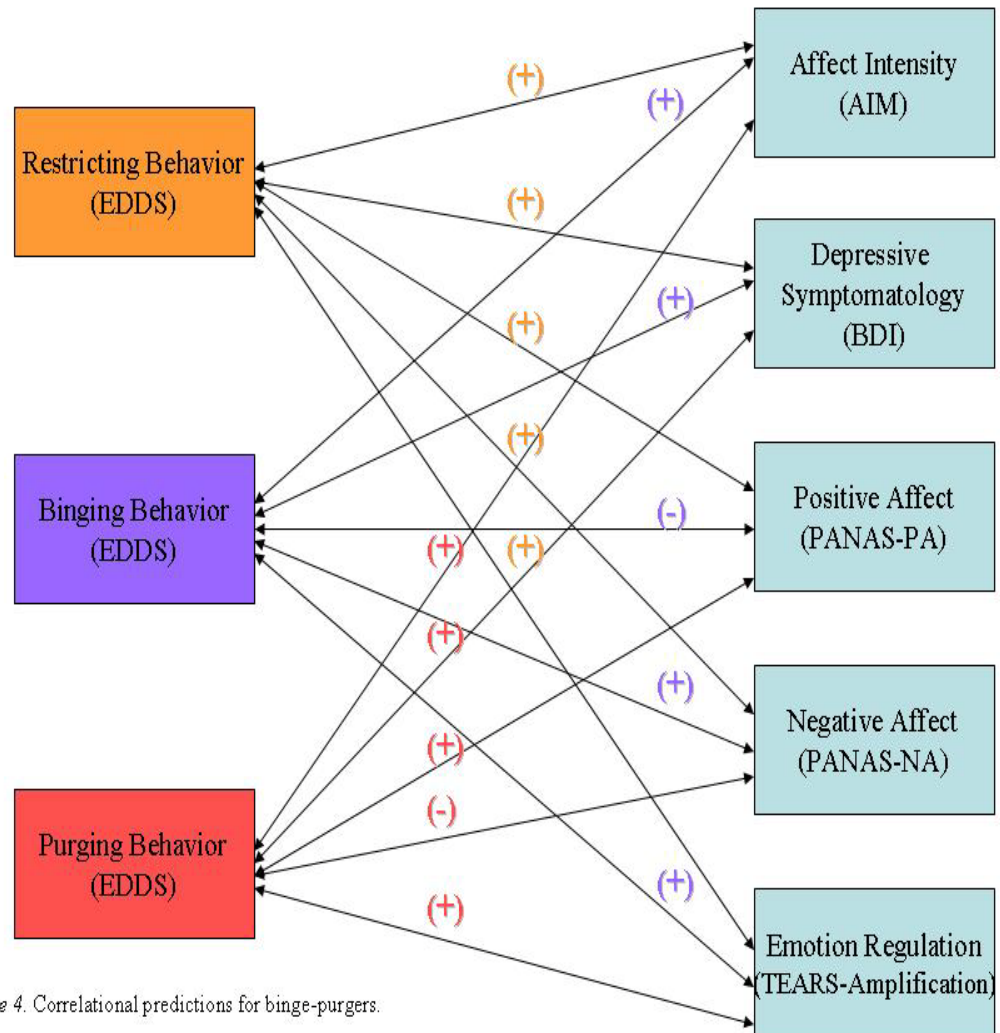 Restricting Behavior
(EDDS)
Binging Behavior
(EDDS)
Purging Behavior
(EDDS)
(+)
(+)
(+)
(+)
(+)
(+)
(+)
(-)
(+)
(+)
(+)
(+)
(+)
(-)
(+)
Affect Intensity
(AIM)
Depressive
Symptomatology
(BDI)
Positive Affect
(PANAS-PA)
Negative Affect
(PANAS-NA)
Emotion Regulation
(TEARS-Amplification)
e 4. Correlational predictions for binge-purgers.